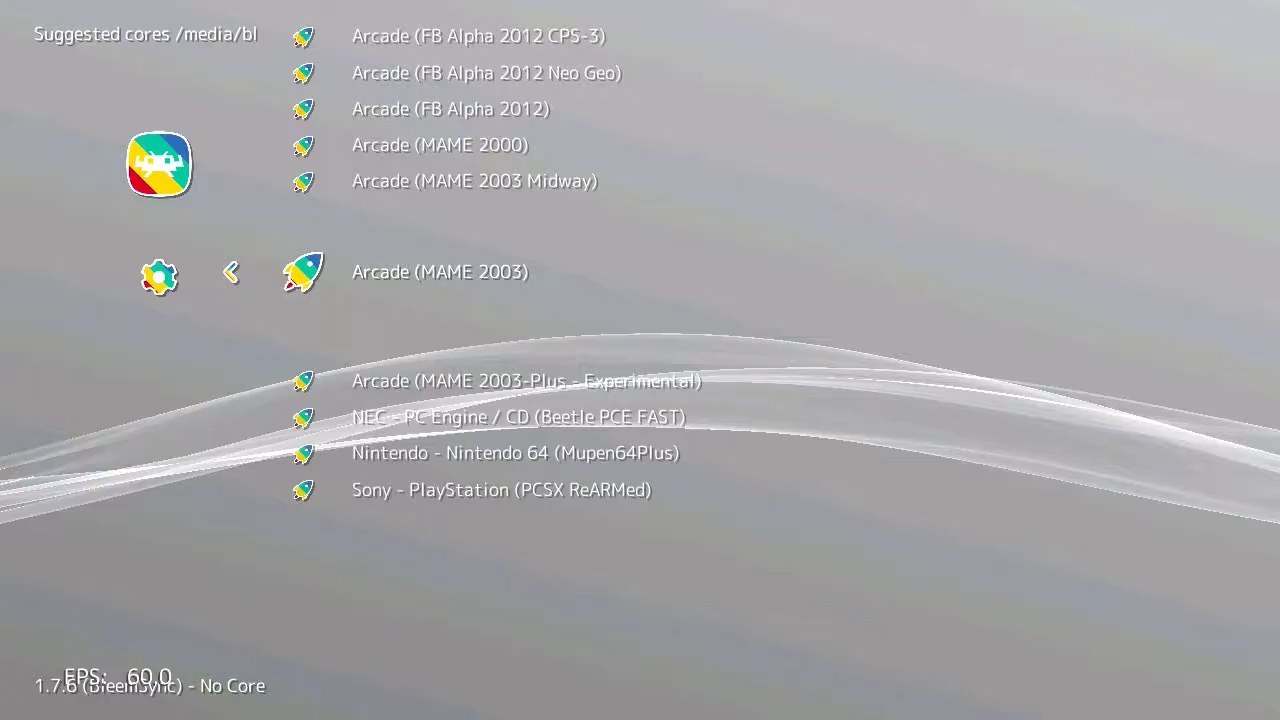 Suggested cores /media/bl
Arcade (FB Alpha 2012 CPS-3)
Arcade (FB Alpha 2012 Neo Geo)
Arcade (FB Alpha 2012)
Arcade (MAME 2000)
Arcade (MAME 2003 Midway)
Arcade (MAME 2003)
Arcade (MAME 2003-Plus - Experimental)
NEC - PC Engine / CD (Beetle PCE FAST)
Nintendo - Nintendo 64 (Mupen64Plus)
Sony - PlayStation (PCSX ReARMed)
FPS: 60.0
1.7.6 (BleemSync) - No Core